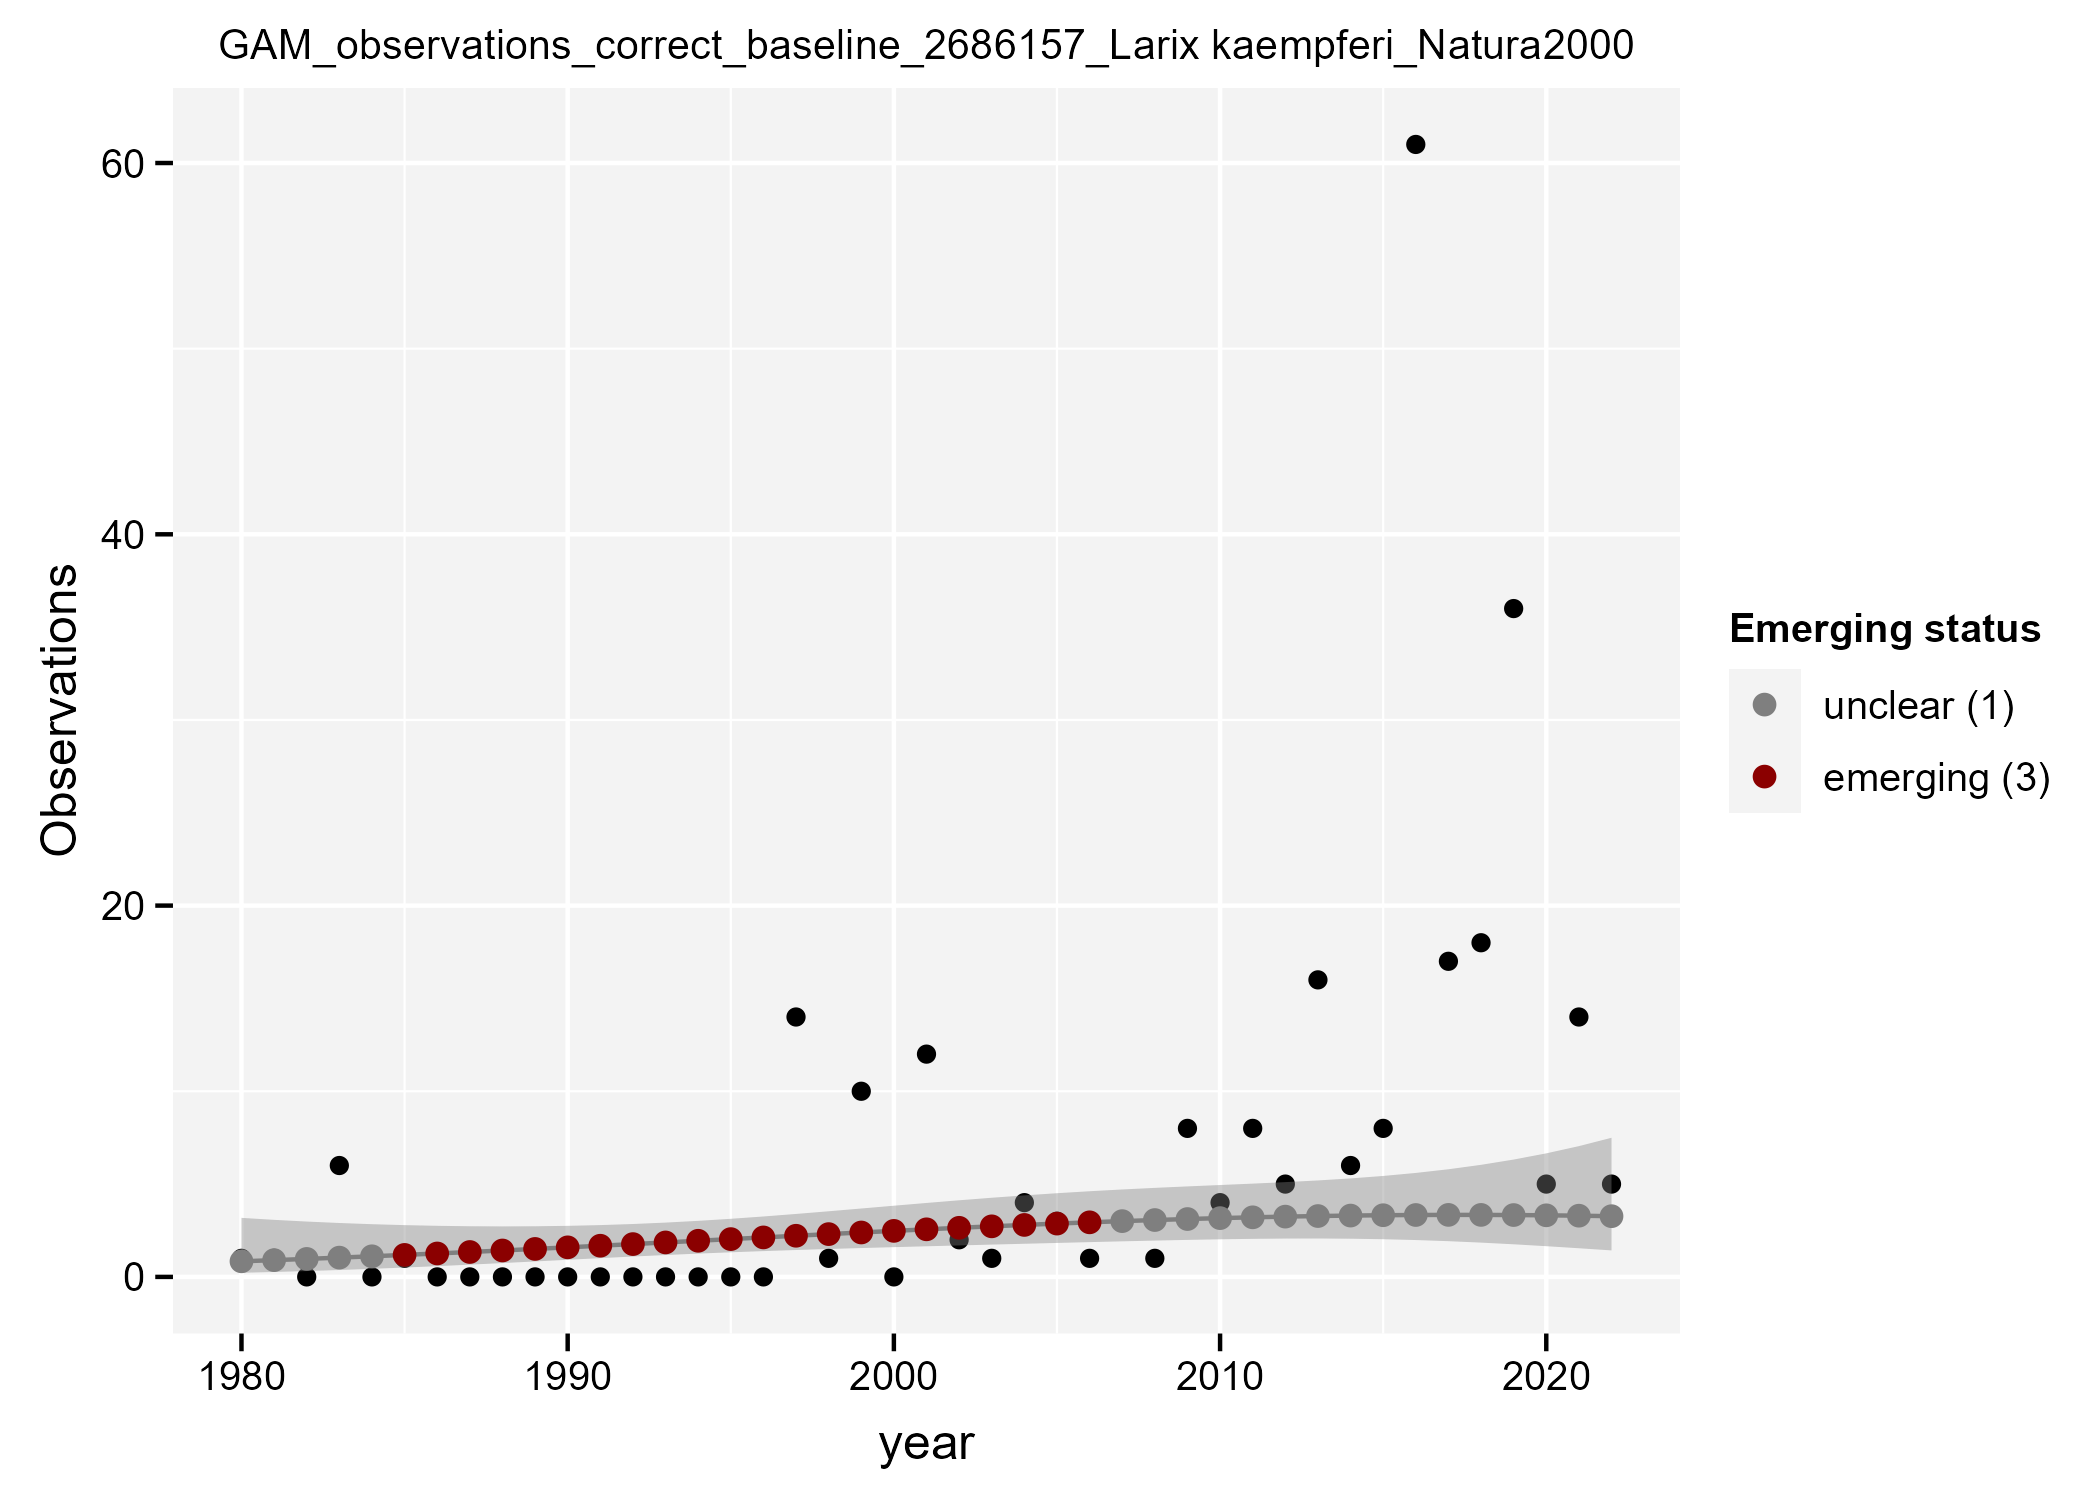 GAM_observations_correct_baseline_2686157_Larix kaempferi_Natura2000
60
40
20
0
Observations
1980 1990 2000 2010 2020
year
Emerging status
unclear (1)
emerging (3)